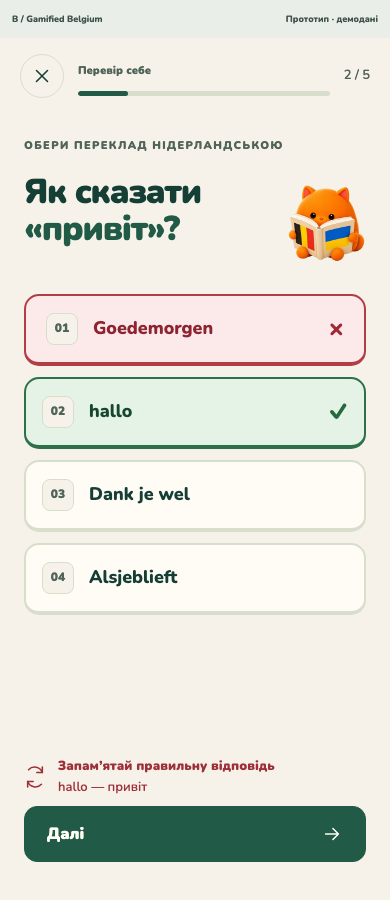 B / Gamified Belgium
Прототип · демодані
Перевір себе
2 / 5
ОБЕРИ ПЕРЕКЛАД НІДЕРЛАНДСЬКОЮ
Як сказати
«привіт»?
01 Goedemorgen
02 hallo
03 Dank je wel
04 Alsjeblieft
Запам’ятай правильну відповідь
hallo — привіт
Далі